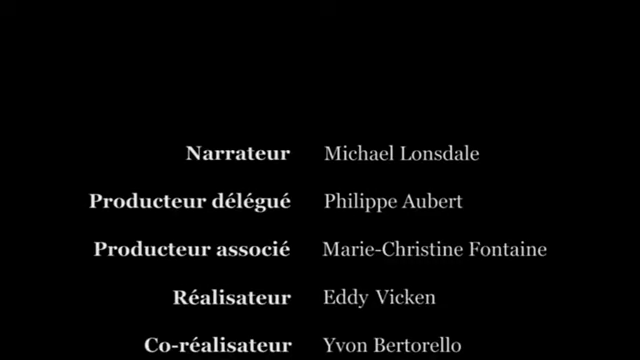 Narrateur Michael Lonsdale
Producteur délégué Philippe Aubert
Producteur associé Marie-Christine Fontaine
Réalisateur Eddy Vicken
Co-réalisateur Yvon Bertorello